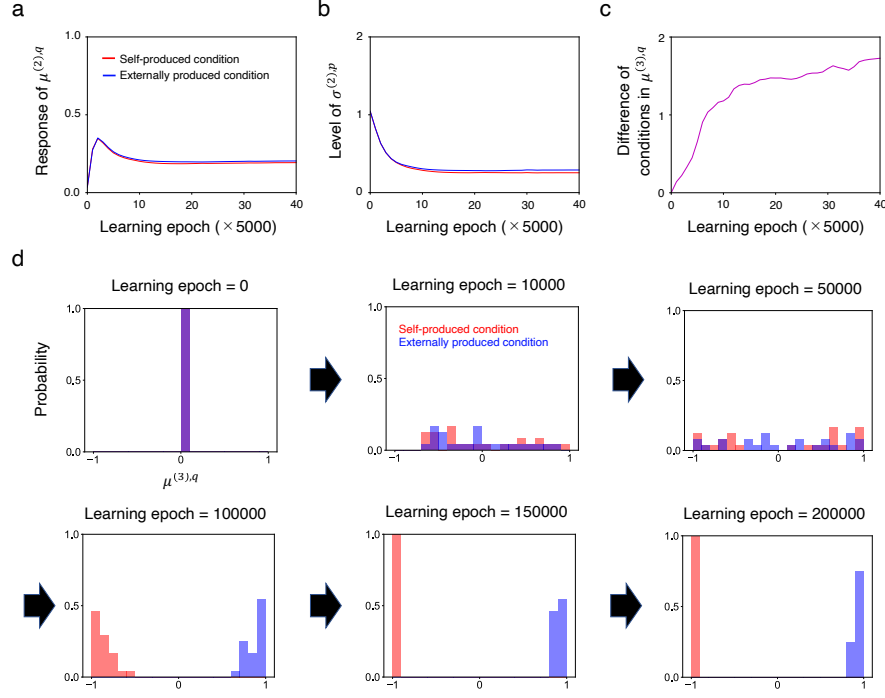 a
b
c
1.0
0.5
0.0
Response of μ(2),q
Self-produced condition
Externally produced condition
0 10 20 30 40
Learning epoch (×5000)
2
1
0
Level of σ(2),p
0 10 20 30 40
Learning epoch (×5000)
2
1
0
Difference of
conditions in μ(3),q
0 10 20 30 40
Learning epoch (×5000)
d
Learning epoch = 0
1.0
0.5
0.0
Probability
−1 0 1
μ(3),q
Learning epoch = 10000
Self-produced condition
Externally produced condition
1.0
0.5
0.0
−1 0 1
Learning epoch = 50000
1.0
0.5
0.0
−1 0 1
Learning epoch = 100000
1.0
0.5
0.0
−1 0 1
Learning epoch = 150000
1.0
0.5
0.0
−1 0 1
Learning epoch = 200000
1.0
0.5
0.0
−1 0 1